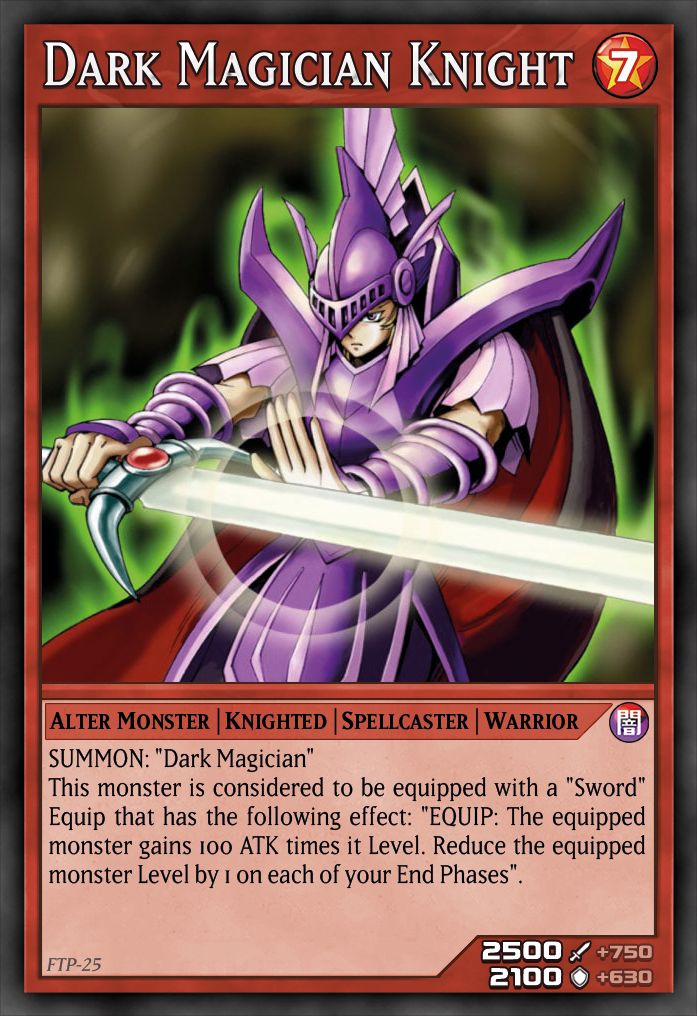 DARK MAGICIAN KNIGHT 7
ALTER MONSTER | KNIGHTED | SPELLCASTER | WARRIOR 闇
SUMMON: "Dark Magician"
This monster is considered to be equipped with a "Sword"
Equip that has the following effect: "EQUIP: The equipped
monster gains 100 ATK times it Level. Reduce the equipped
monster Level by 1 on each of your End Phases".
2500 +750
FTP-25 2100 +630